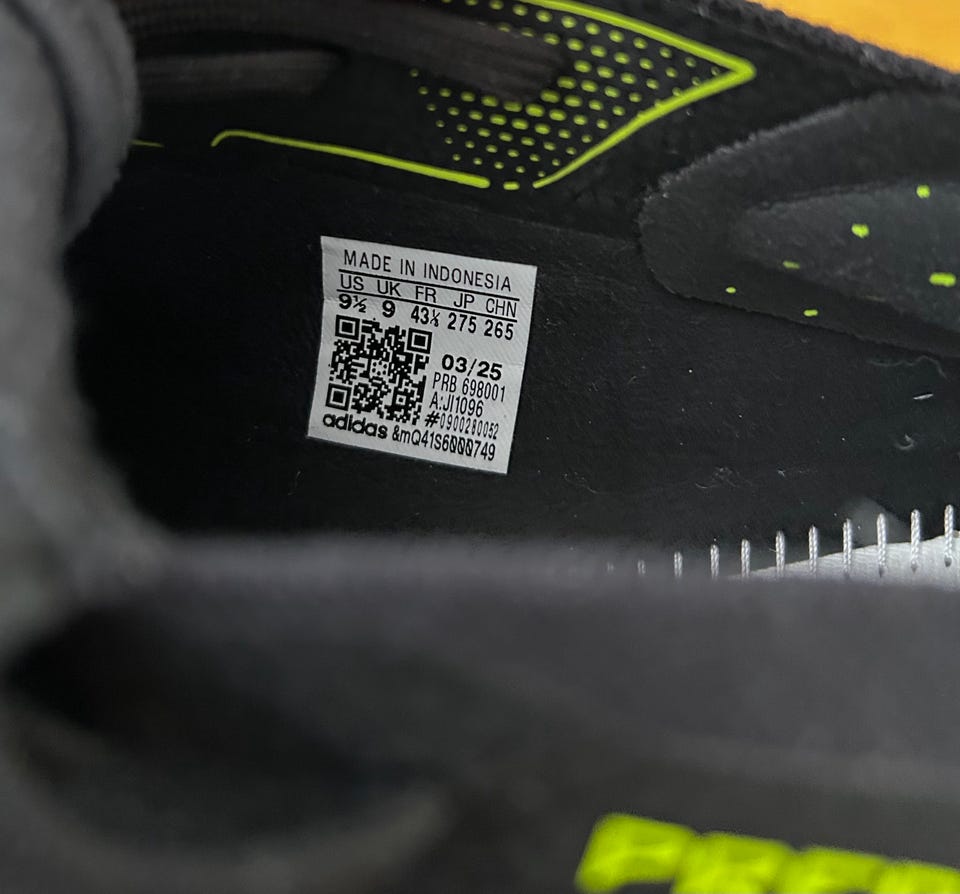 MADE IN INDONESIA
US UK FR JP CHN
9½ 9 43⅓ 275 265
03/25
PRB 698001
A:JI1096
#0900280052
adidas &mQ41S6000749